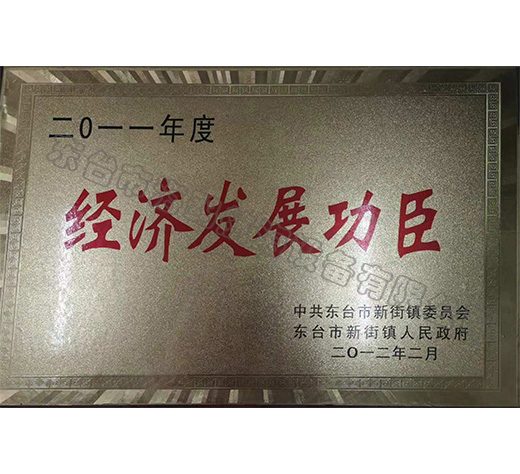 二0一一年度
经济发展功臣
中共东台市新街镇委员会
东台市新街镇人民政府
二O一二年二月